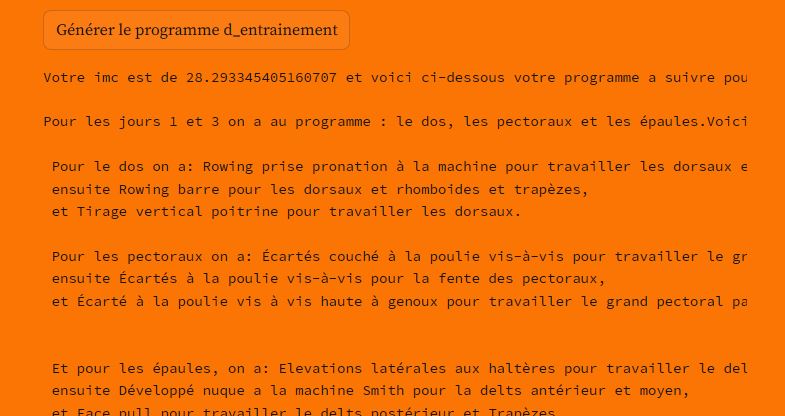 Générer le programme d_entrainement
Votre imc est de 28.293345405160707 et voici ci-dessous votre programme a suivre pou
Pour les jours 1 et 3 on a au programme : le dos, les pectoraux et les épaules.Voici
Pour le dos on a: Rowing prise pronation à la machine pour travailler les dorsaux e
ensuite Rowing barre pour les dorsaux et rhomboides et trapèzes,
et Tirage vertical poitrine pour travailler les dorsaux.
Pour les pectoraux on a: Écartés couché à la poulie vis-à-vis pour travailler le gr
ensuite Écartés à la poulie vis-à-vis pour la fente des pectoraux,
et Écarté à la poulie vis à vis haute à genoux pour travailler le grand pectoral pa
Et pour les épaules, on a: Elevations latérales aux haltères pour travailler le del
ensuite Développé nuque a la machine Smith pour la delts antérieur et moyen,
et Face pull pour travailler le delts postérieur et Trapèzes